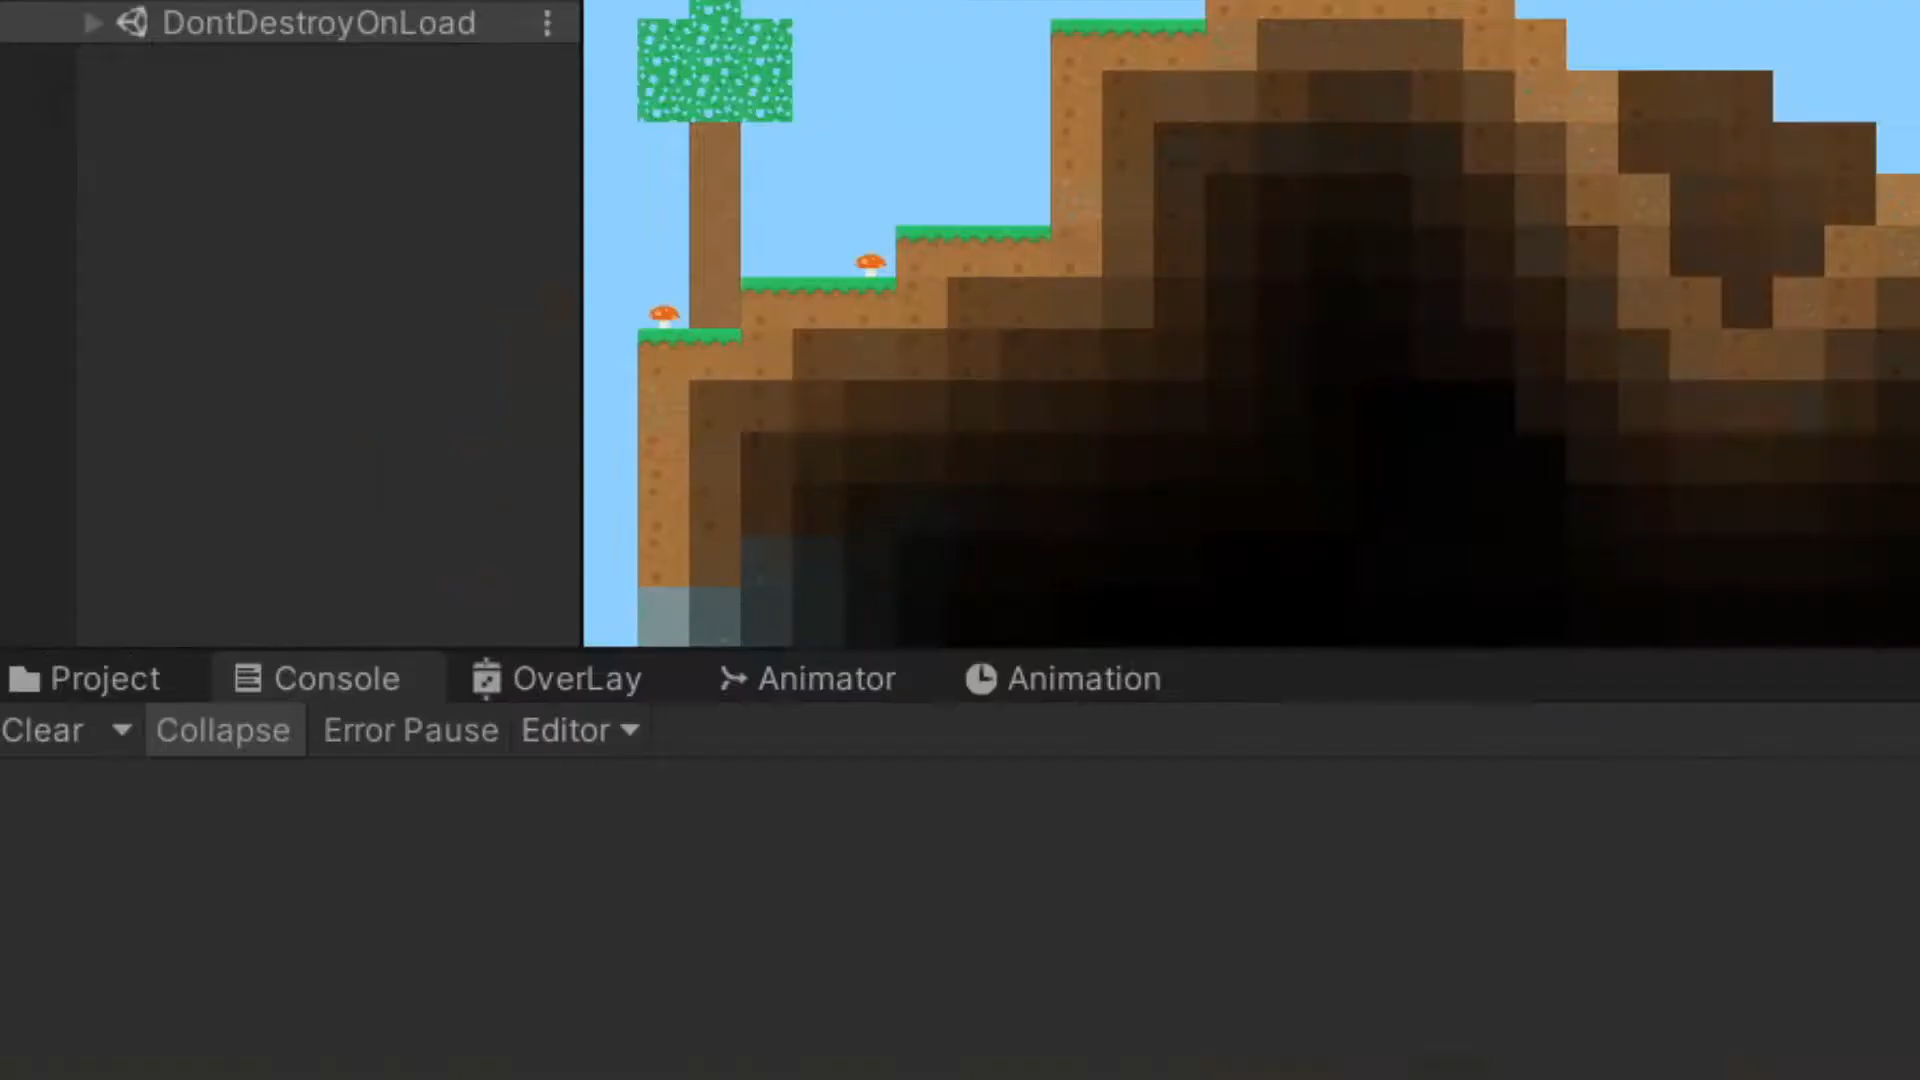 DontDestroyOnLoad
Project Console OverLay Animator Animation
Clear Collapse Error Pause Editor